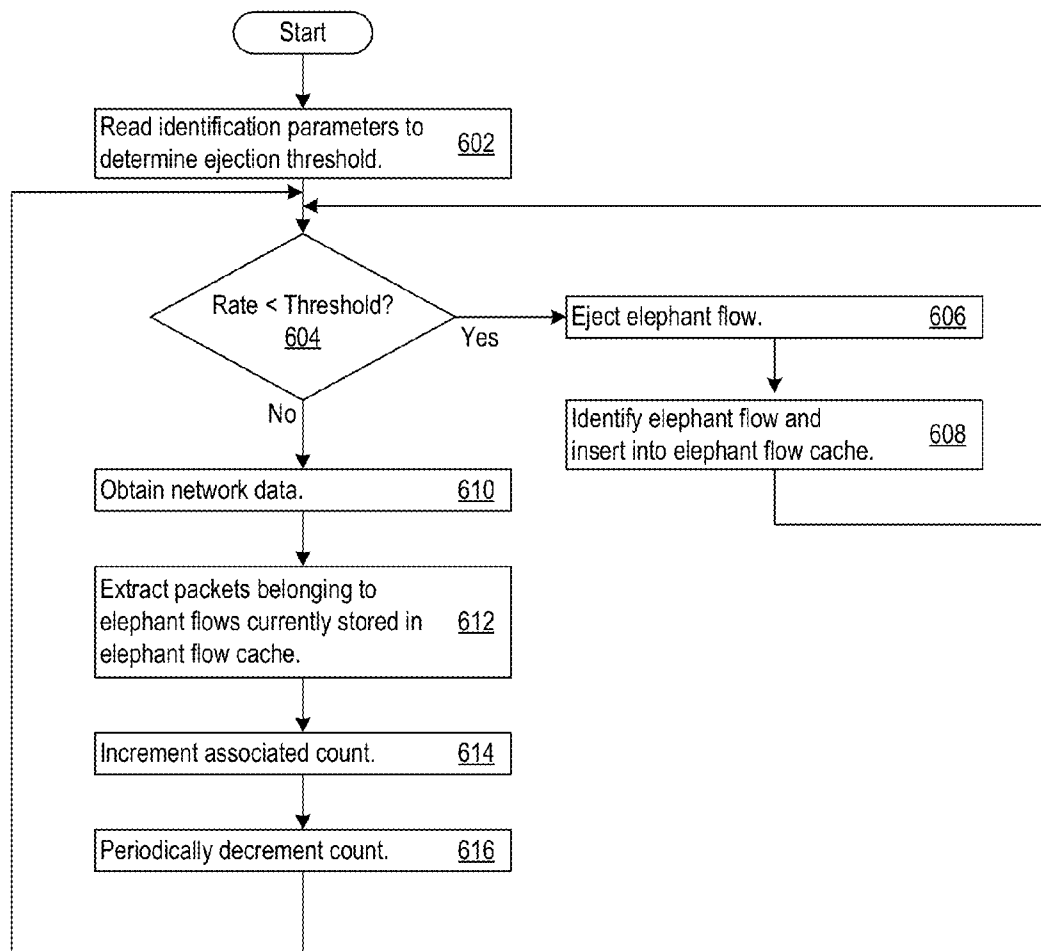 Start
Read identification parameters to
determine ejection threshold.
602
Rate < Threshold?
604
Yes
No
Eject elephant flow.
606
Identify elephant flow and
insert into elephant flow cache.
608
Obtain network data.
610
Extract packets belonging to
elephant flows currently stored in
elephant flow cache.
612
Increment associated count.
614
Periodically decrement count.
616